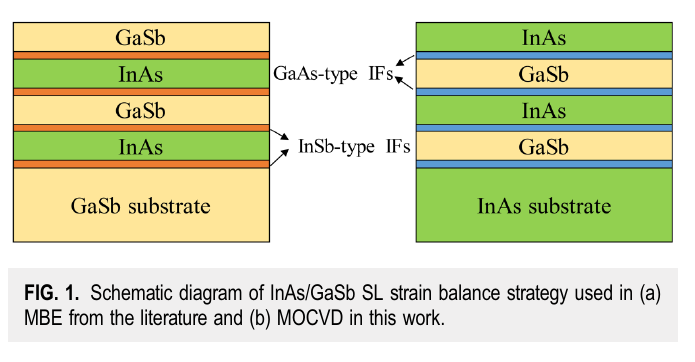 GaSb
InAs
GaSb
InAs
GaSb substrate
GaAs-type IFs
InSb-type IFs
InAs
GaSb
InAs
GaSb
InAs substrate
FIG. 1. Schematic diagram of InAs/GaSb SL strain balance strategy used in (a)
MBE from the literature and (b) MOCVD in this work.